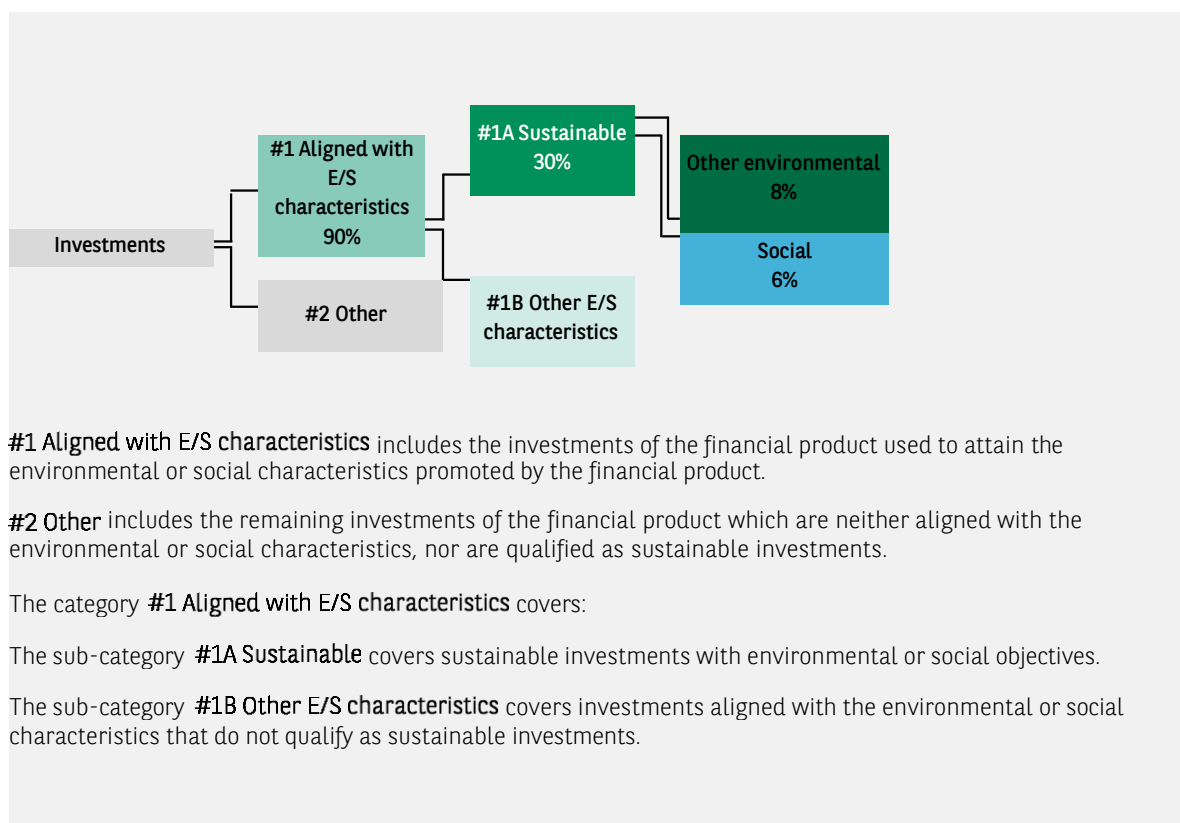 Investments
#1 Aligned with
E/S
characteristics
90%
#2 Other
#1A Sustainable
30%
#1B Other E/S
characteristics
Other environmental
8%
Social
6%
#1 Aligned with E/S characteristics includes the investments of the financial product used to attain the
environmental or social characteristics promoted by the financial product.
#2 Other includes the remaining investments of the financial product which are neither aligned with the
environmental or social characteristics, nor are qualified as sustainable investments.
The category #1 Aligned with E/S characteristics covers:
The sub-category #1A Sustainable covers sustainable investments with environmental or social objectives.
The sub-category #1B Other E/S characteristics covers investments aligned with the environmental or social
characteristics that do not qualify as sustainable investments.